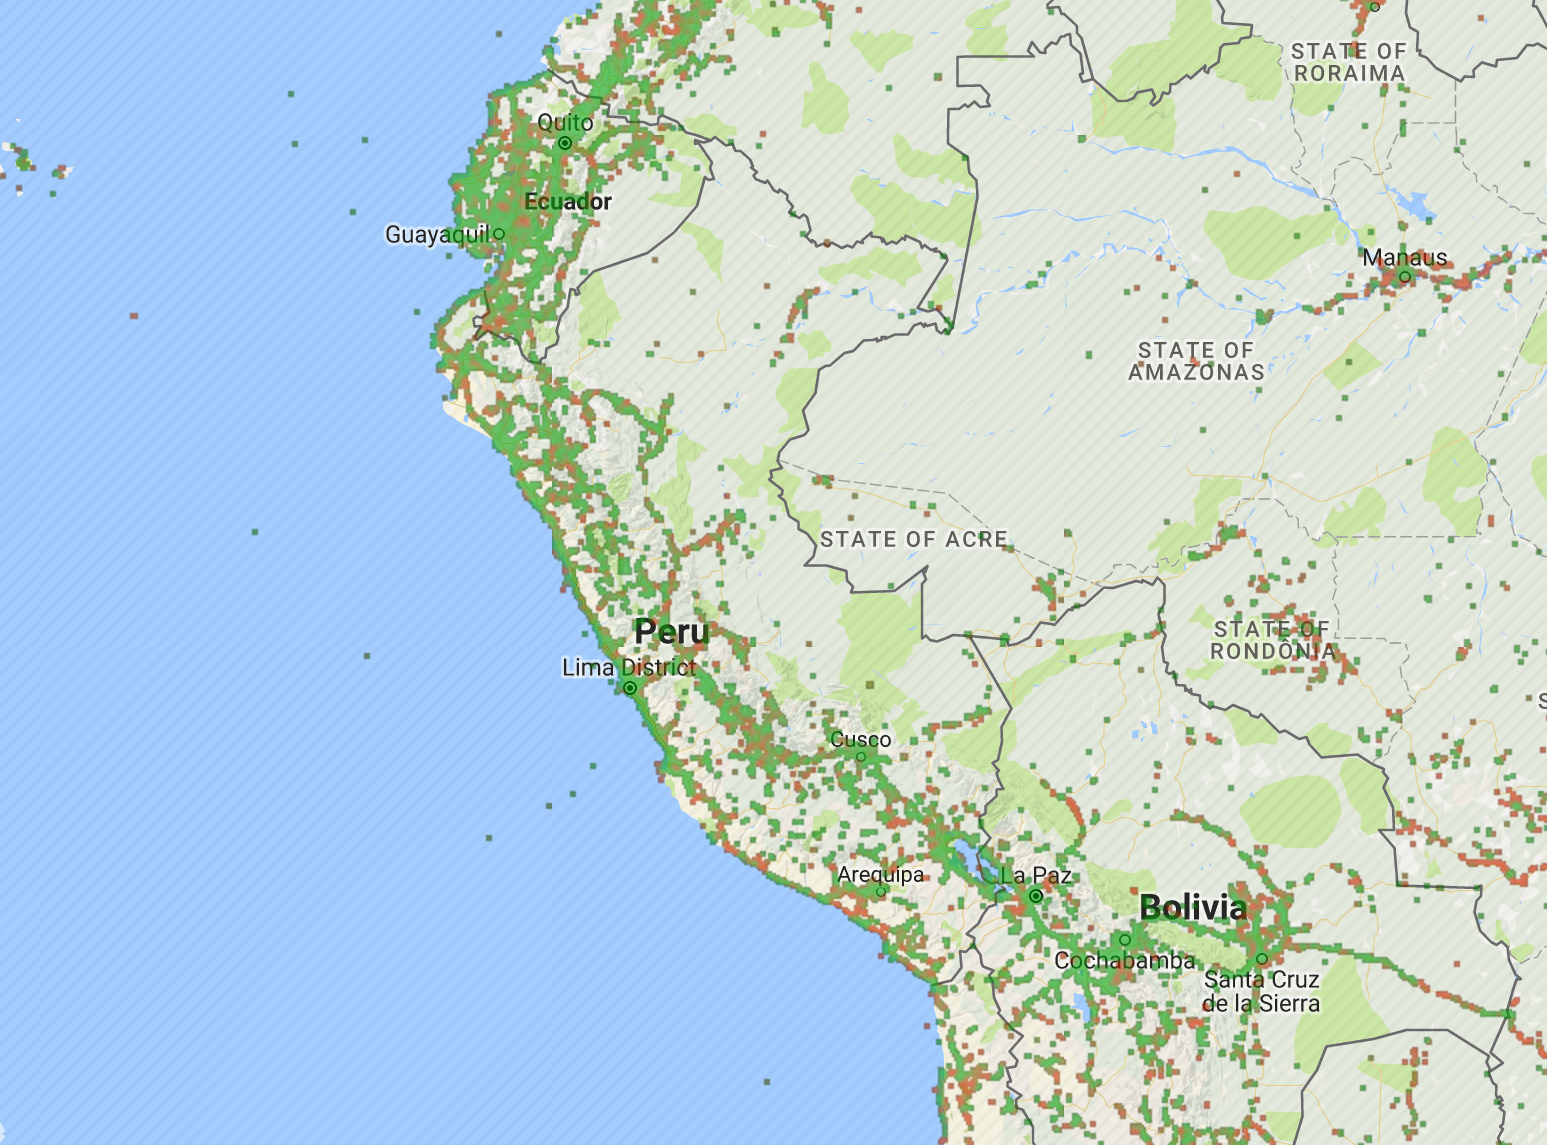 STATE OF
RORAIMA
Quito
Ecuador
Guayaquil
Manaus
STATE OF
AMAZONAS
STATE OF ACRE
Peru
STATE OF
RONDÔNIA
Lima District
Cusco
Arequipa
La Paz
Bolivia
Cochabamba
Santa Cruz
de la Sierra